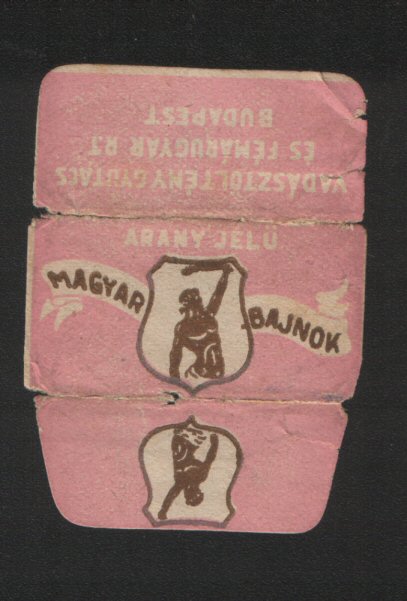 VADÁSZTÖLTÉNY GYUTACS
ÉS FÉMÁRUGYÁR R.T.
BUDAPEST
ARANY JELŰ
MAGYAR
BAJNOK